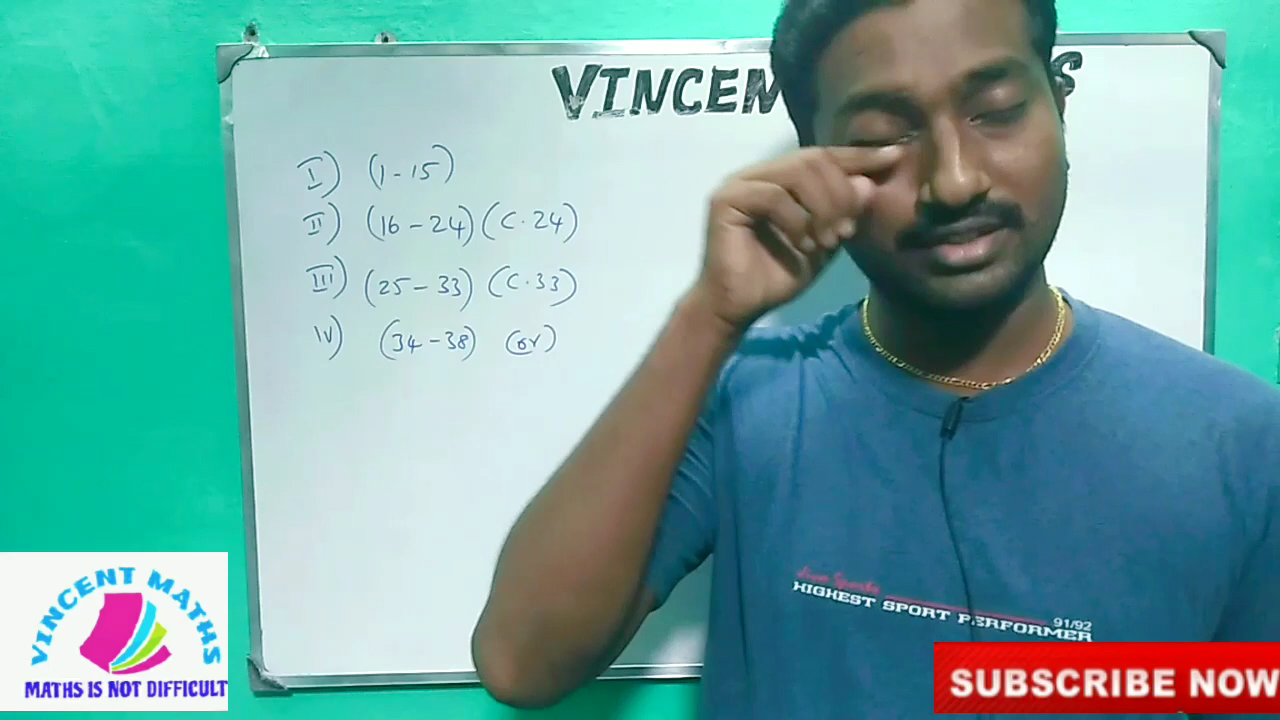 VINCEN
S
I) (1-15)
II) (16-24) (C.24)
III) (25-33) (C.33)
IV) (34-38) (or)
VINCENT MATHS
MATHS IS NOT DIFFICULT
HIGHEST SPORT PERFORMER
91/92
SUBSCRIBE NOW